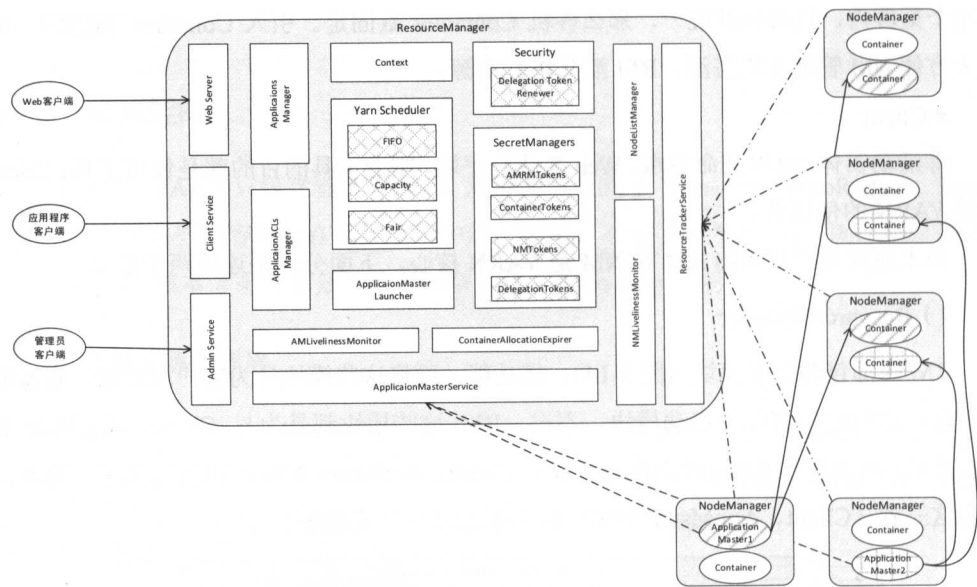 ResourceManager
Web客户端
应用程序
客户端
管理员
客户端
Web Server
Client Service
Admin Service
Applicaions
Manager
ApplicaionACLs
Manager
Context
Yarn Scheduler
FIFO
Capacity
Fair
ApplicaionMaster
Launcher
Security
Delegation Token
Renewer
SecretManagers
AMRMTokens
ContainerTokens
NMTokens
DelegationTokens
AMLivelinessMonitor
ContainerAllocationExpirer
ApplicaionMasterService
NodeListManager
NMLivelinessMonitor
ResourceTrackerService
NodeManager
Container
Container
NodeManager
Container
Container
NodeManager
Container
Container
NodeManager
Application
Master1
Container
NodeManager
Container
Application
Master2